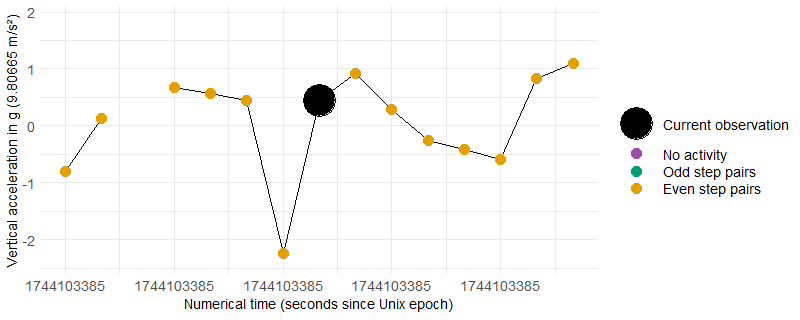 Vertical acceleration in g (9.80665 m/s²)
2
1
0
-1
-2
1744103385 1744103385 1744103385 1744103385 1744103385
Numerical time (seconds since Unix epoch)
Current observation
No activity
Odd step pairs
Even step pairs